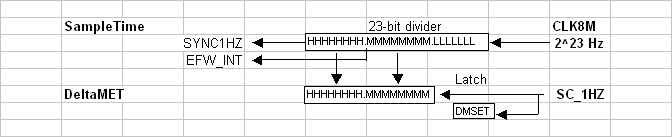 SampleTime 23-bit divider CLK8M
SYNC1HZ HHHHHHHH.MMMMMMMM.LLLLLLL 2^23 Hz
EFW_INT
Latch
DeltaMET HHHHHHHH.MMMMMMMM SC_1HZ
DMSET